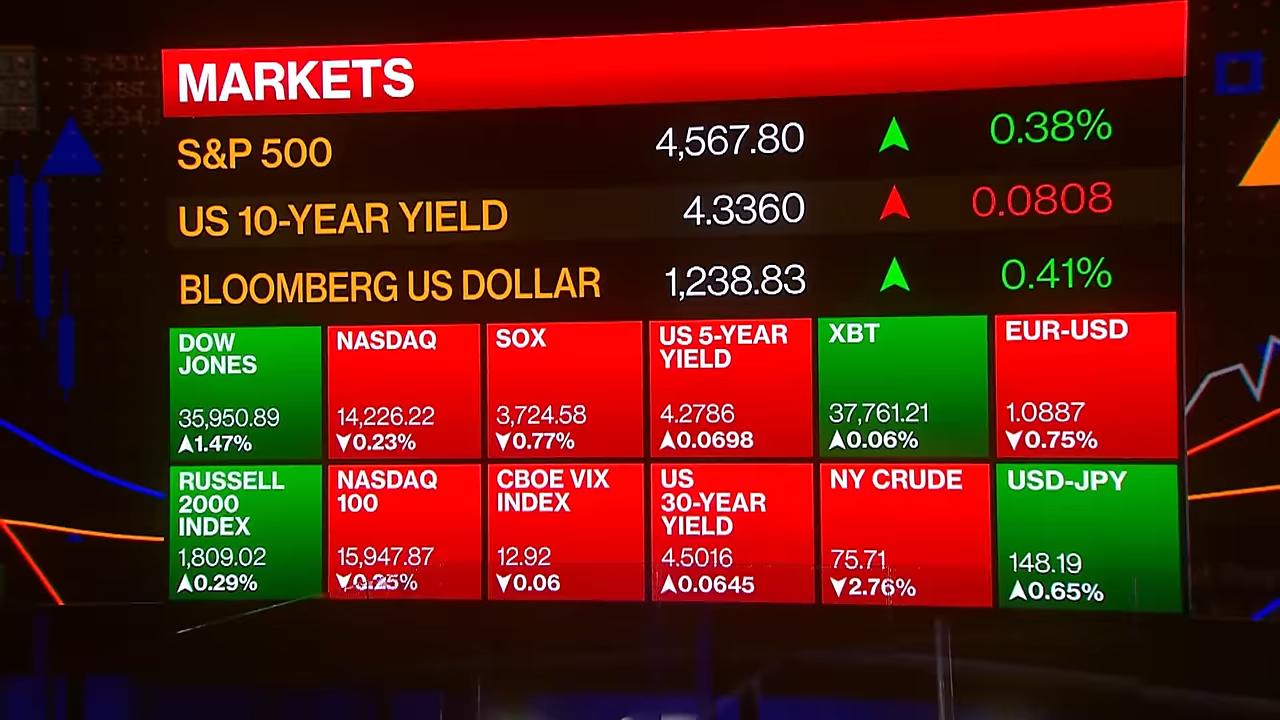 MARKETS
S&P 500 4,567.80 ▲ 0.38%
US 10-YEAR YIELD 4.3360 ▲ 0.0808
BLOOMBERG US DOLLAR 1,238.83 ▲ 0.41%
DOW
JONES
35,950.89
▲1.47%
NASDAQ
14,226.22
▼0.23%
SOX
3,724.58
▼0.77%
US 5-YEAR
YIELD
4.2786
▲0.0698
XBT
37,761.21
▲0.06%
EUR-USD
1.0887
▼0.75%
RUSSELL
2000
INDEX
1,809.02
▲0.29%
NASDAQ
100
15,947.87
▼0.25%
CBOE VIX
INDEX
12.92
▼0.06
US
30-YEAR
YIELD
4.5016
▲0.0645
NY CRUDE
75.71
▼2.76%
USD-JPY
148.19
▲0.65%